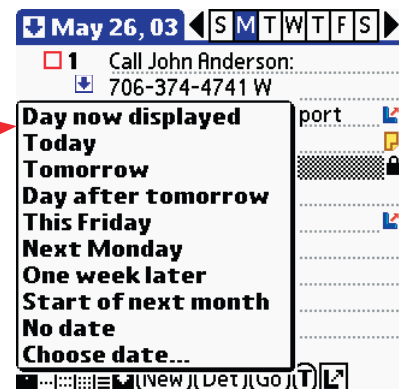 May 26, 03 S M T W T F S
1 Call John Anderson:
706-374-4741 W
Day now displayed port
Today
Tomorrow
Day after tomorrow
This Friday
Next Monday
One week later
Start of next month
No date
Choose date...
New Det Go T